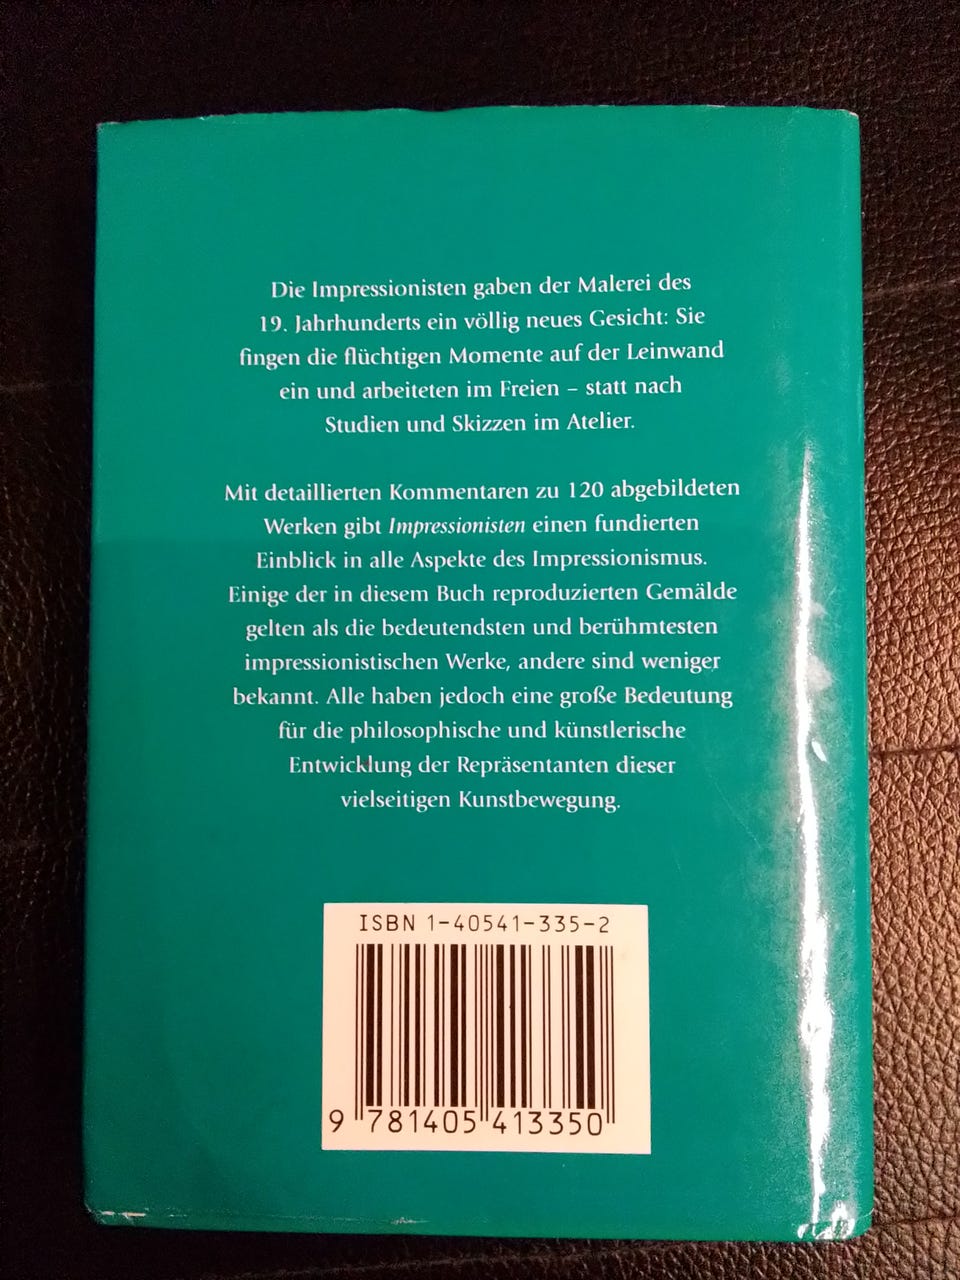 Die Impressionisten gaben der Malerei des
19. Jahrhunderts ein völlig neues Gesicht: Sie
fingen die flüchtigen Momente auf der Leinwand
ein und arbeiteten im Freien – statt nach
Studien und Skizzen im Atelier.
Mit detaillierten Kommentaren zu 120 abgebildeten
Werken gibt Impressionisten einen fundierten
Einblick in alle Aspekte des Impressionismus.
Einige der in diesem Buch reproduzierten Gemälde
gelten als die bedeutendsten und berühmtesten
impressionistischen Werke, andere sind weniger
bekannt. Alle haben jedoch eine große Bedeutung
für die philosophische und künstlerische
Entwicklung der Repräsentanten dieser
vielseitigen Kunstbewegung.
ISBN 1-40541-335-2
9 781405 413350